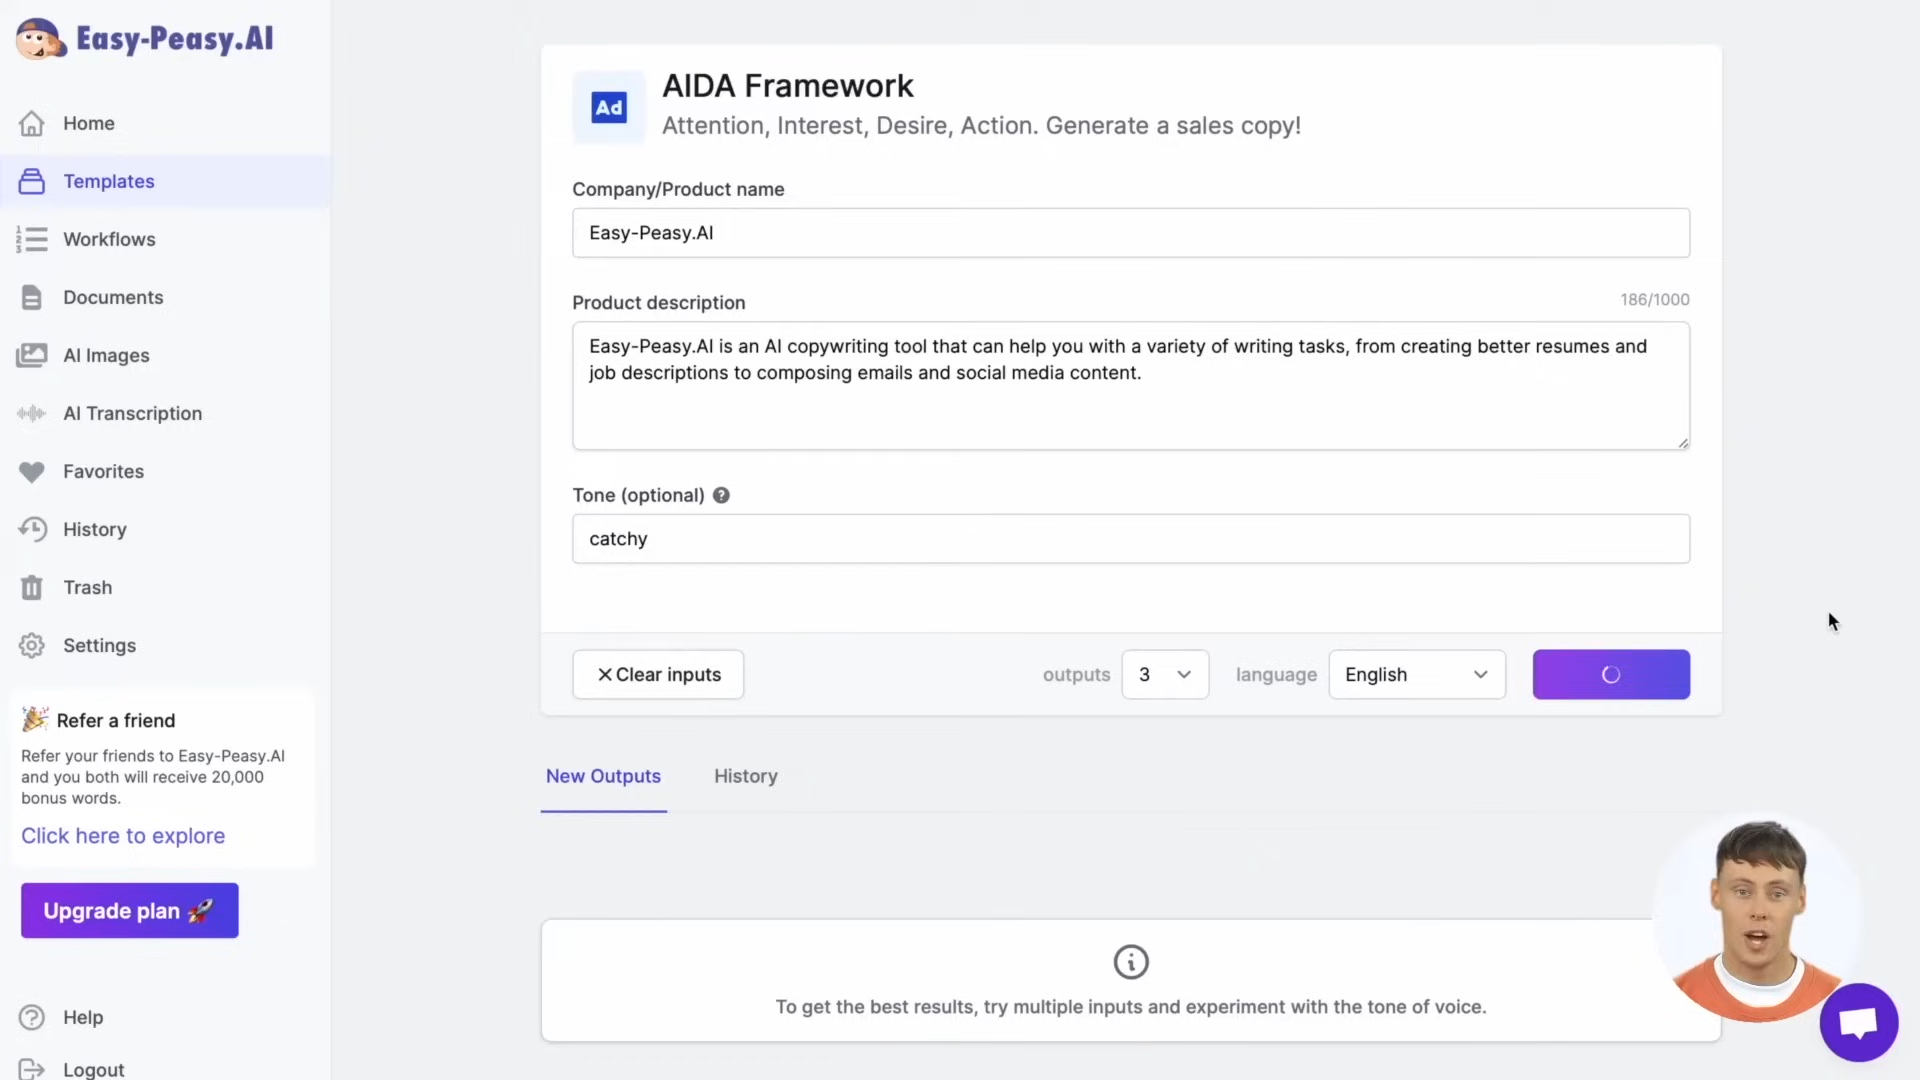 Easy-Peasy.AI
Home
Templates
Workflows
Documents
AI Images
AI Transcription
Favorites
History
Trash
Settings
Refer a friend
Refer your friends to Easy-Peasy.AI
and you both will receive 20,000
bonus words.
Click here to explore
Upgrade plan
Help
Logout
Ad
AIDA Framework
Attention, Interest, Desire, Action. Generate a sales copy!
Company/Product name
Easy-Peasy.AI
Product description
186/1000
Easy-Peasy.AI is an AI copywriting tool that can help you with a variety of writing tasks, from creating better resumes and
job descriptions to composing emails and social media content.
Tone (optional) ?
catchy
Clear inputs
outputs 3 language English
New Outputs History
To get the best results, try multiple inputs and experiment with the tone of voice.